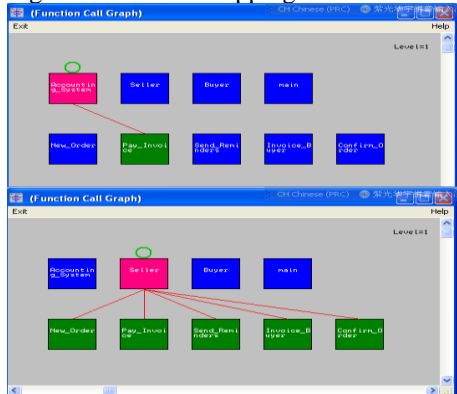 (Function Call Graph)
CH Chinese (PRC)
Exit
Help
Level=1
Accountin
g_System
Seller
Buyer
main
New_Order
Pay_Invoi
ce
Send_Remi
nders
Invoice_B
uyer
Confirm_O
rder
(Function Call Graph)
CH Chinese (PRC)
Exit
Help
Level=1
Accountin
g_System
Seller
Buyer
main
New_Order
Pay_Invoi
ce
Send_Remi
nders
Invoice_B
uyer
Confirm_O
rder